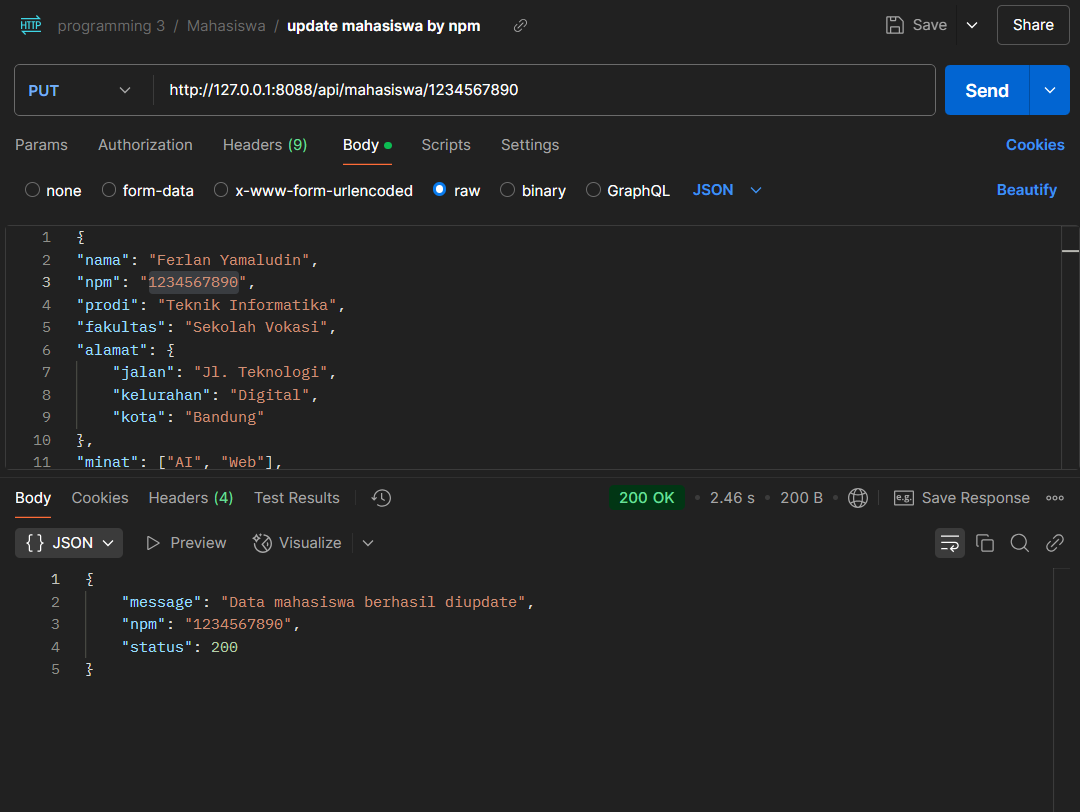 HTTP programming 3 / Mahasiswa / update mahasiswa by npm Save Share
PUT http://127.0.0.1:8088/api/mahasiswa/1234567890 Send
Params Authorization Headers (9) Body Scripts Settings Cookies
none form-data x-www-form-urlencoded raw binary GraphQL JSON Beautify
1 {
2 "nama": "Ferlan Yamaludin",
3 "npm": "1234567890",
4 "prodi": "Teknik Informatika",
5 "fakultas": "Sekolah Vokasi",
6 "alamat": {
7 "jalan": "Jl. Teknologi",
8 "kelurahan": "Digital",
9 "kota": "Bandung"
10 },
11 "minat": ["AI", "Web"],
Body Cookies Headers (4) Test Results 200 OK • 2.46 s • 200 B • e.g. Save Response
{} JSON Preview Visualize
1 {
2 "message": "Data mahasiswa berhasil diupdate",
3 "npm": "1234567890",
4 "status": 200
5 }